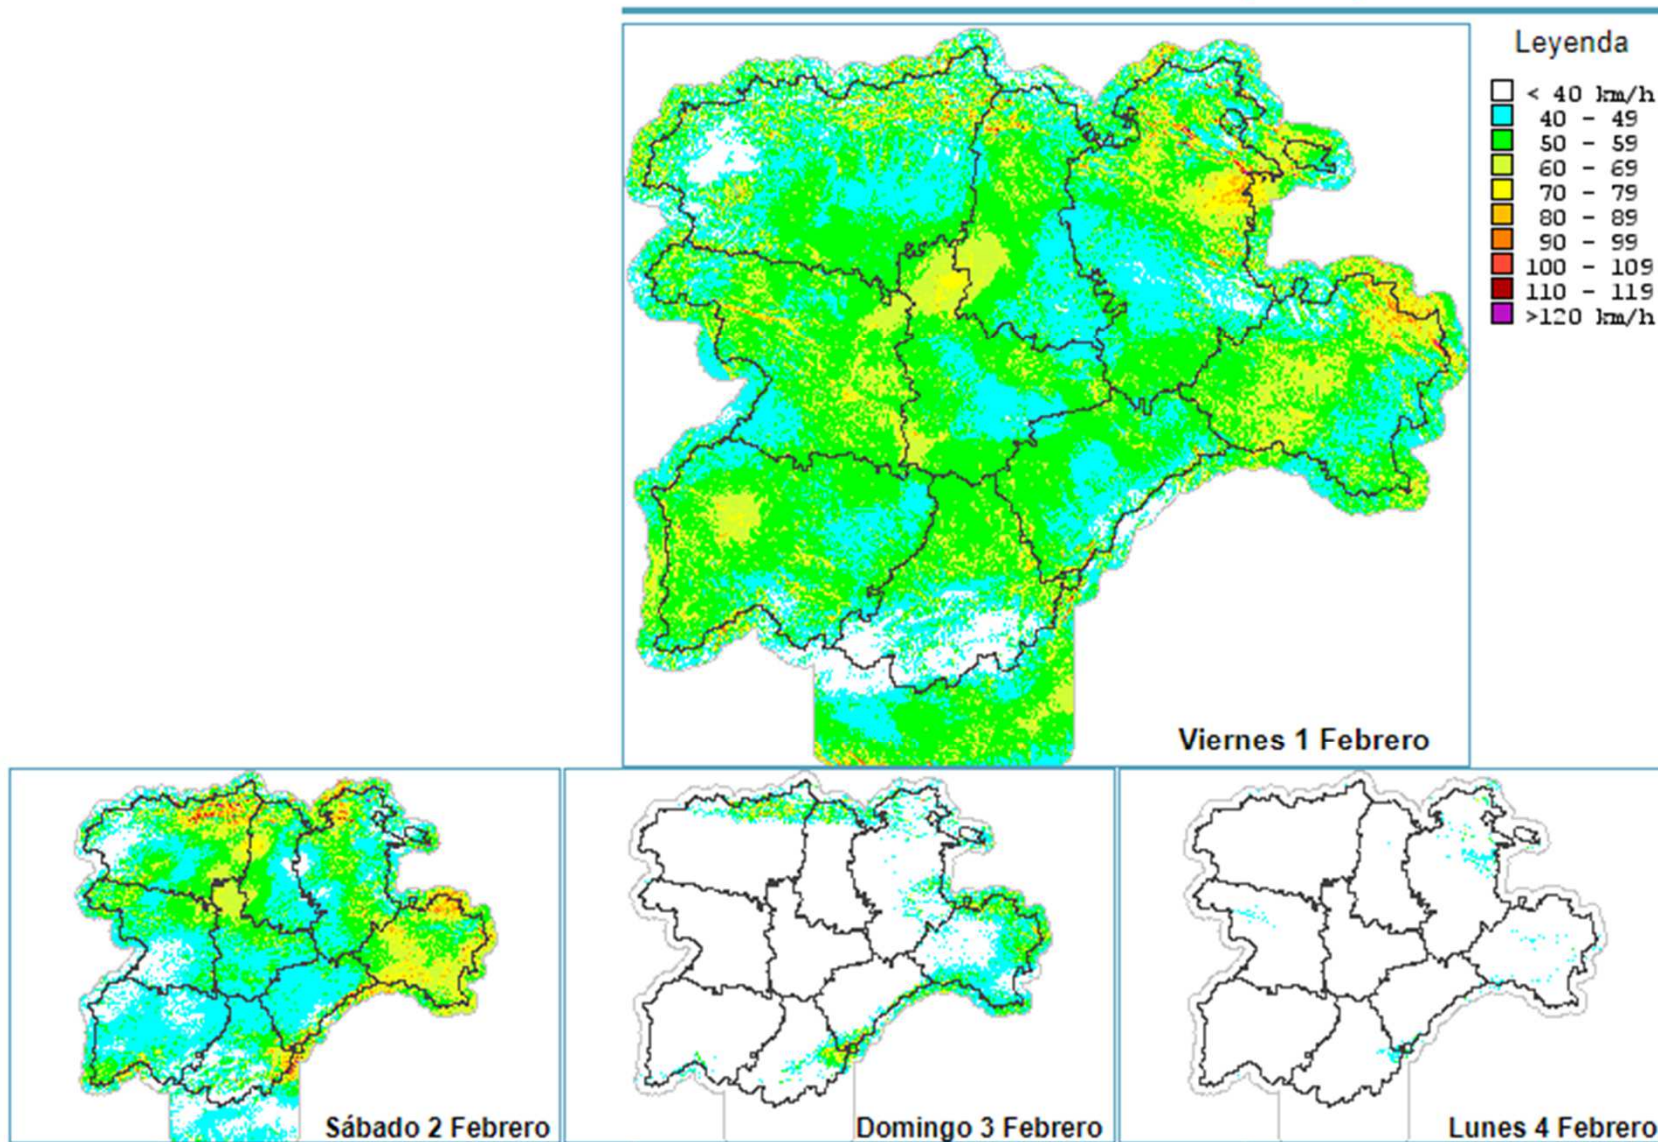 Leyenda
< 40 km/h
40 - 49
50 - 59
60 - 69
70 - 79
80 - 89
90 - 99
100 - 109
110 - 119
>120 km/h
Viernes 1 Febrero
Sábado 2 Febrero
Domingo 3 Febrero
Lunes 4 Febrero